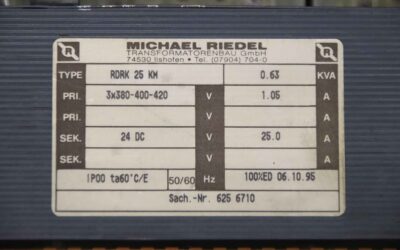 MICHAEL RIEDEL
TRANSFORMATORENBAU GmbH
74530 Ilshofen • Tel. (07904) 704-0
TYPE RDRK 25 KM 0.63 KVA
PRI. 3x380-400-420 V 1.05 A
PRI. V A
SEK. 24 DC V 25.0 A
SEK. V A
IP00 ta60°C/E 50/60 Hz 100%ED 06.10.95
Sach.-Nr. 625 6710